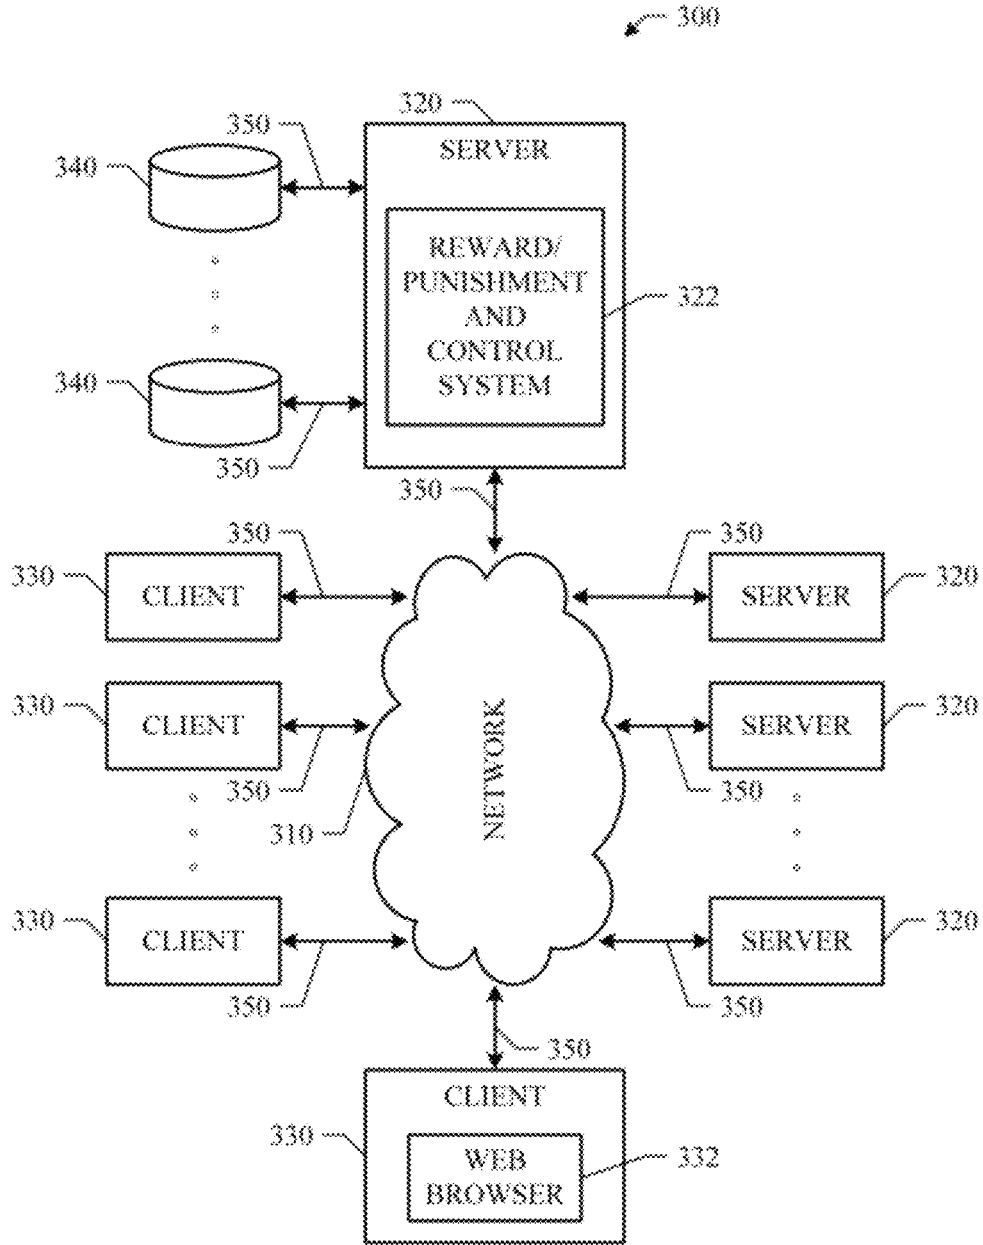 300
320
350
SERVER
340
REWARD/
PUNISHMENT
AND
CONTROL
SYSTEM
322
340
350
350
350
350
330
CLIENT
SERVER
320
330
CLIENT
SERVER
320
NETWORK
350
350
310
330
CLIENT
SERVER
320
350
350
350
CLIENT
330
WEB
BROWSER
332